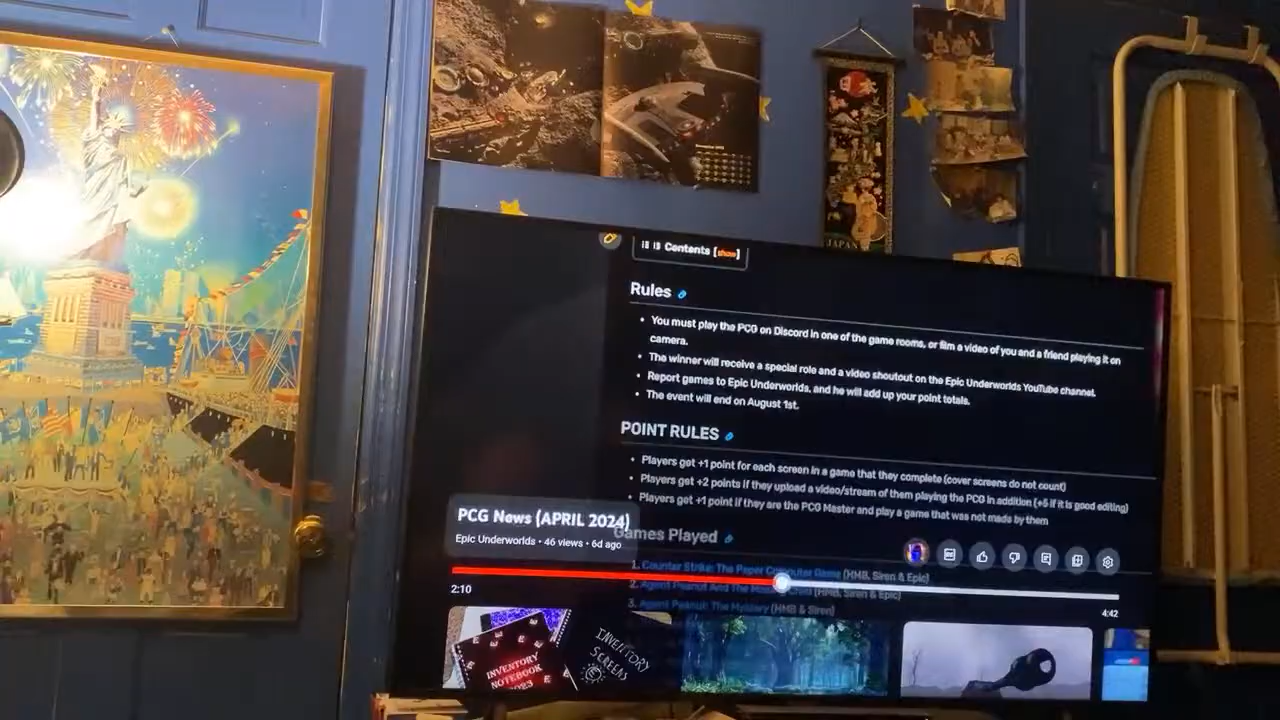 JAPAN
Contents [show]
Rules
You must play the PCG on Discord in one of the game rooms, or film a video of you and a friend playing it on
camera.
The winner will receive a special role and a video shoutout on the Epic Underworlds YouTube channel.
Report games to Epic Underworlds, and he will add up your point totals.
The event will end on August 1st.
POINT RULES
Players get +1 point for each screen in a game that they complete (cover screens do not count)
Players get +2 points if they upload a video/stream of them playing the PCG in addition (+5 if it is good editing)
Players get +1 point if they are the PCG Master and play a game that was not made by them
PCG News (APRIL 2024)
Games Played
Epic Underworlds • 46 views • 6d ago
1. Counter Strike: The Paper Computer Game (HMB, Siren & Epic)
2. Agent Peanut And The (HMB, Siren & Epic)
3. Agent Peanut: The Mystery (HMB & Siren)
2:10
4:42
INVENTORY
NOTEBOOK
2023
INVENTORY
SCREENS